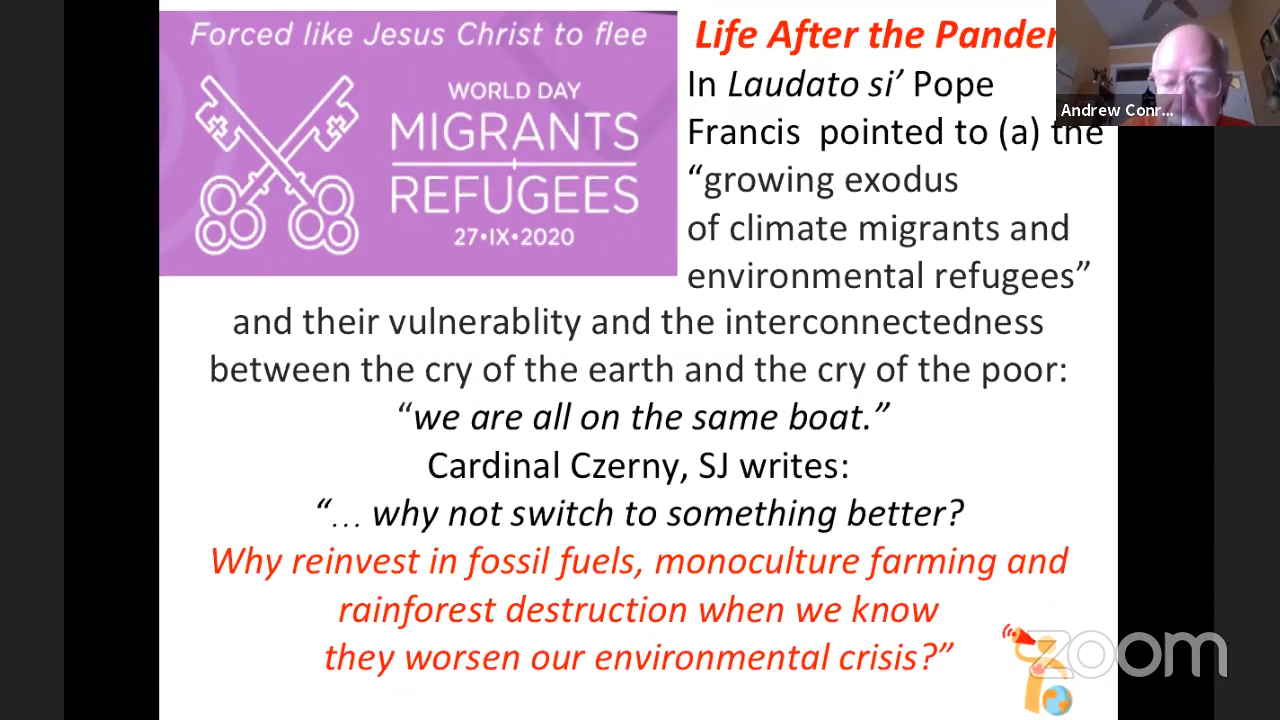 Forced like Jesus Christ to flee
WORLD DAY
MIGRANTS
REFUGEES
27•IX•2020
Life After the Pandem
Andrew Conr...
In Laudato si’ Pope
Francis pointed to (a) the
“growing exodus
of climate migrants and
environmental refugees”
and their vulnerablity and the interconnectedness
between the cry of the earth and the cry of the poor:
“we are all on the same boat.”
Cardinal Czerny, SJ writes:
“… why not switch to something better?
Why reinvest in fossil fuels, monoculture farming and
rainforest destruction when we know
they worsen our environmental crisis?”
zoom